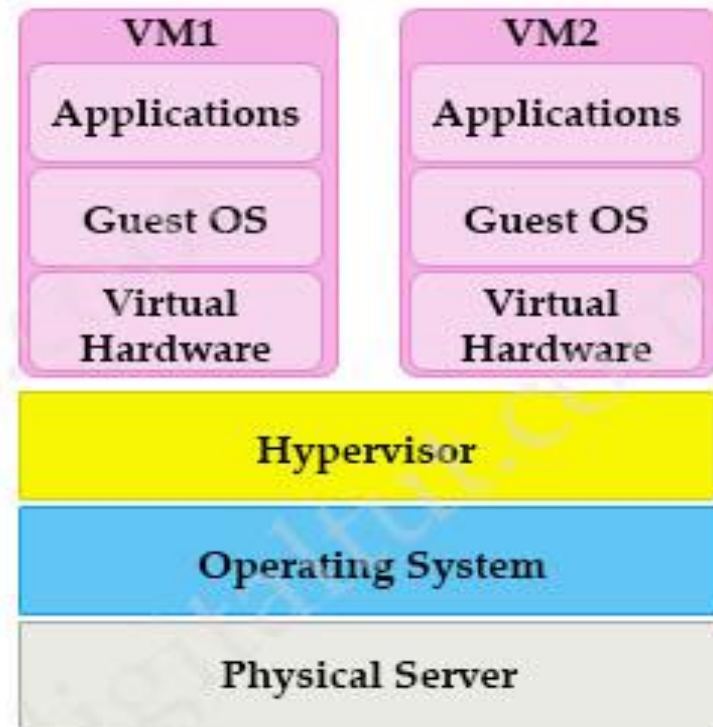 VM1
Applications
Guest OS
Virtual
Hardware
VM2
Applications
Guest OS
Virtual
Hardware
Hypervisor
Operating System
Physical Server